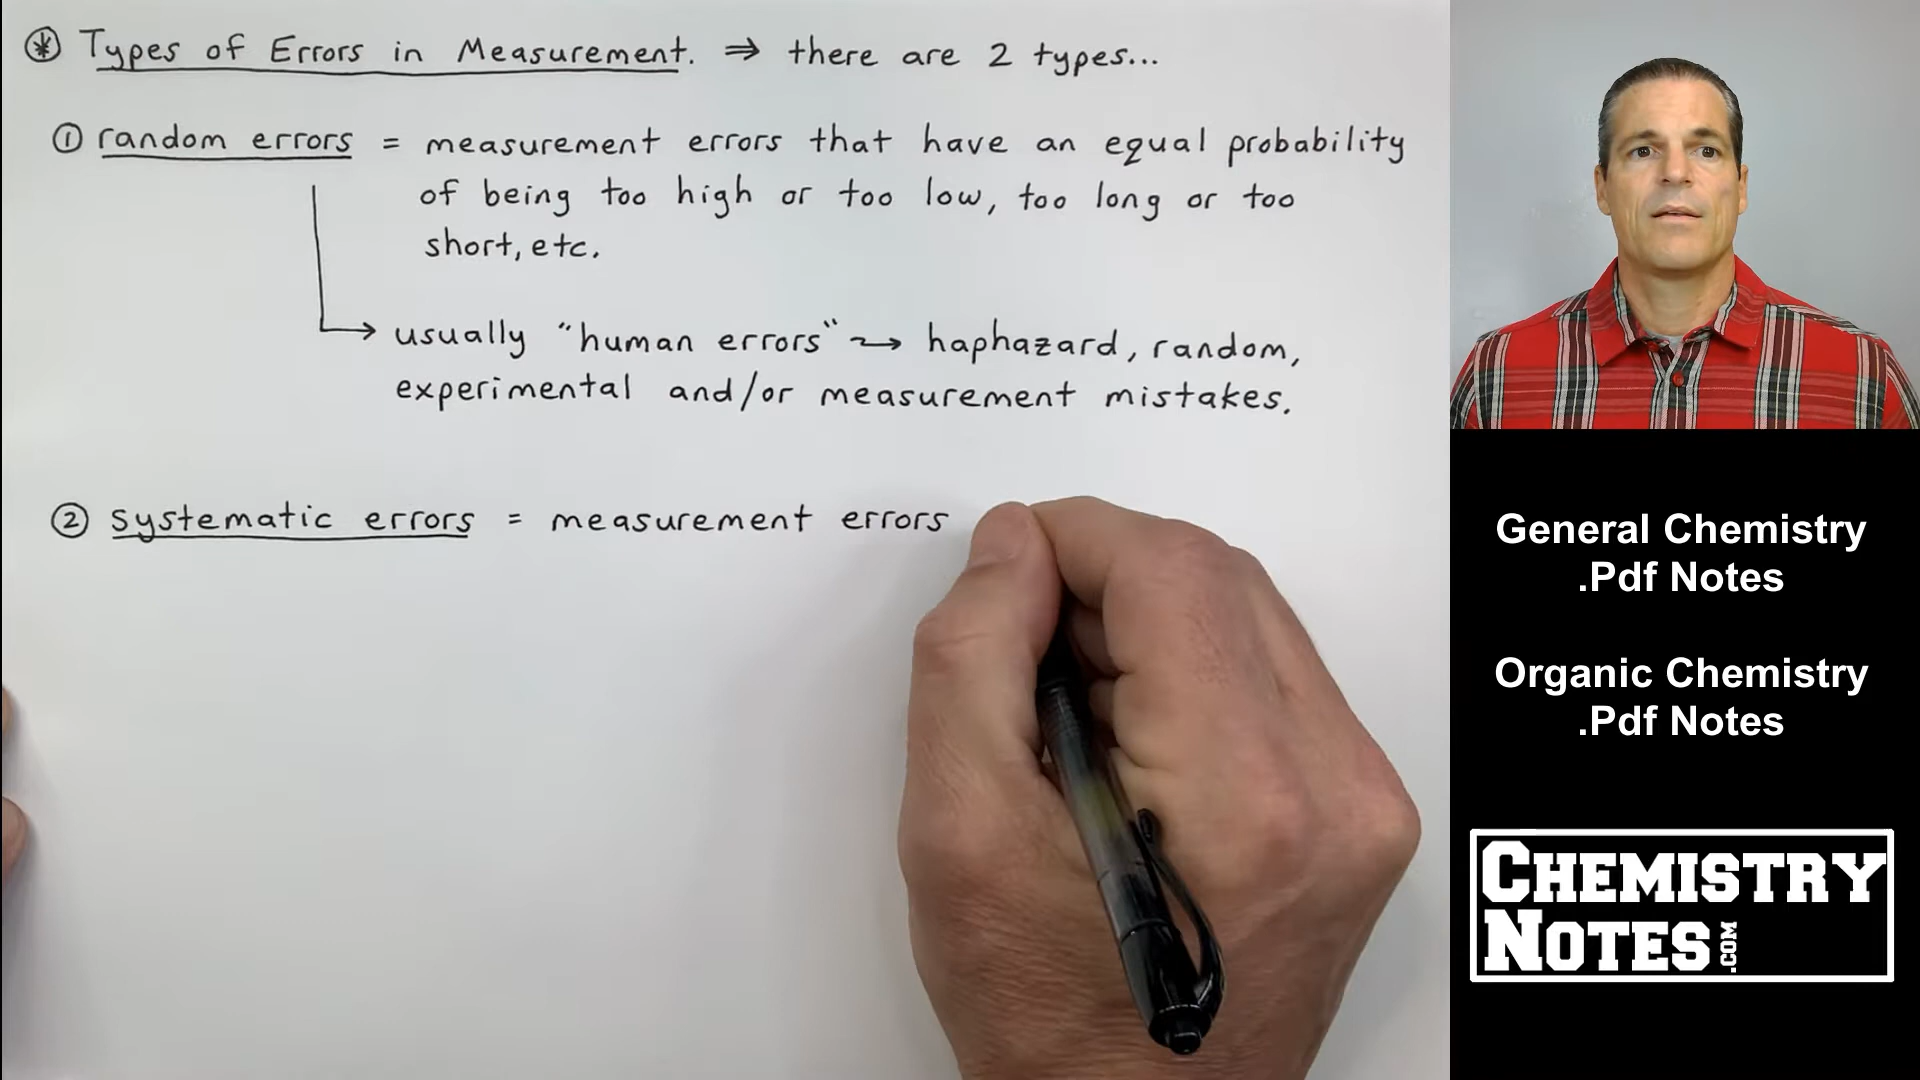 * Types of Errors in Measurement. ⇒ there are 2 types...
① random errors = measurement errors that have an equal probability
of being too high or too low, too long or too
short, etc.
→ usually "human errors" → haphazard, random,
experimental and/or measurement mistakes.
② systematic errors = measurement errors
General Chemistry
.Pdf Notes
Organic Chemistry
.Pdf Notes
CHEMISTRY
NOTES.COM